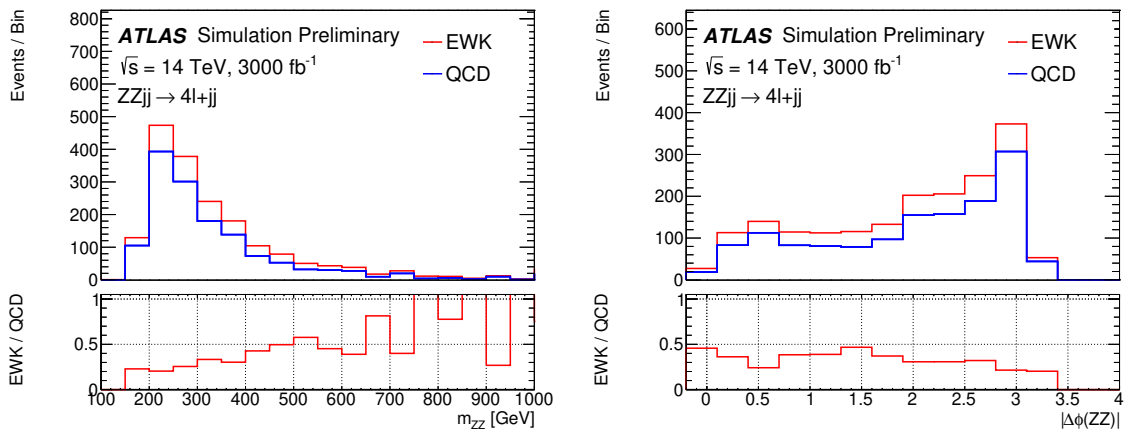 Events / Bin
800
700
600
500
400
300
200
100
0
ATLAS Simulation Preliminary
√s = 14 TeV, 3000 fb-1
ZZjj → 4l+jj
EWK
QCD
EWK / QCD
1
0.5
0
100 200 300 400 500 600 700 800 900 1000
mZZ [GeV]
Events / Bin
600
500
400
300
200
100
0
ATLAS Simulation Preliminary
√s = 14 TeV, 3000 fb-1
ZZjj → 4l+jj
EWK
QCD
EWK / QCD
1
0.5
0
0 0.5 1 1.5 2 2.5 3 3.5 4
|Δϕ(ZZ)|